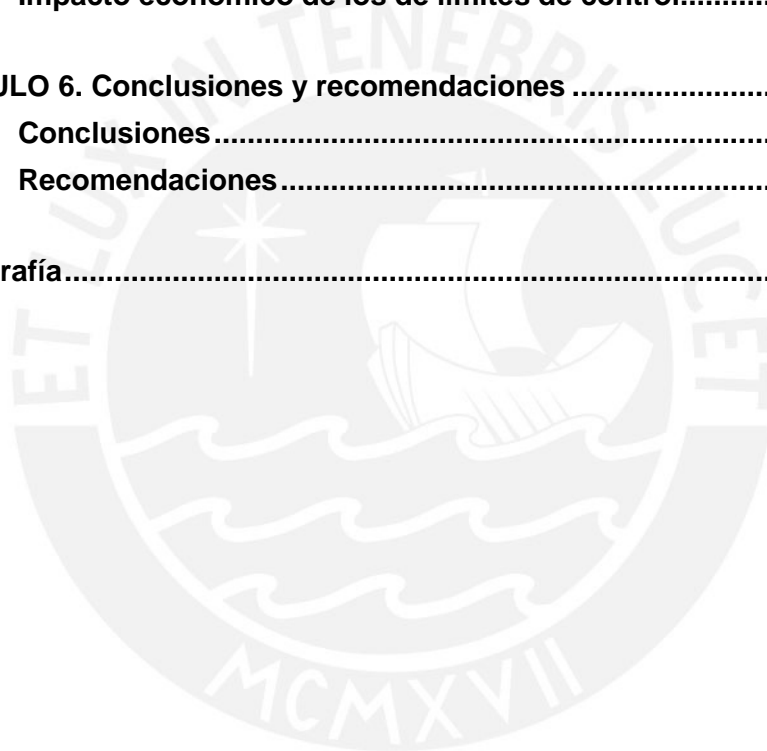 Impacto económico de los de límites de control..........
ULO 6. Conclusiones y recomendaciones ........................
Conclusiones..................................................................
Recomendaciones..........................................................
rafía...................................................................................
ET LUX IN TENEBRIS LUCET
MCMXVII